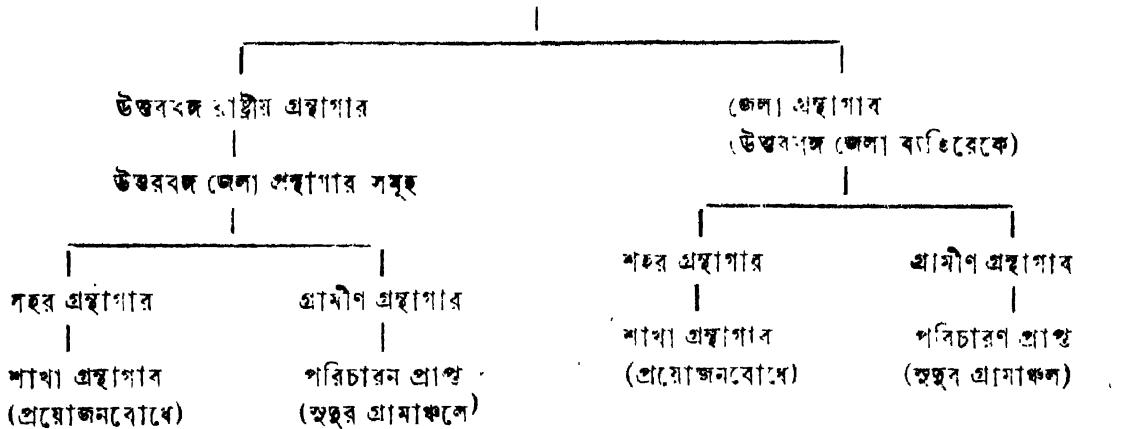 উত্তরবঙ্গ রাষ্ট্রীয় গ্রন্থাগার
জেলা গ্রন্থাগার
(উত্তরবঙ্গ জেলা ব্যতিরেকে)
উত্তরবঙ্গ জেলা গ্রন্থাগার সমূহ
শহর গ্রন্থাগার
গ্রামীণ গ্রন্থাগার
সহর গ্রন্থাগার
গ্রামীণ গ্রন্থাগার
শাখা গ্রন্থাগার
(প্রয়োজনবোধে)
পরিচারণ প্রাপ্ত
(সুদুর গ্রামাঞ্চল)
শাখা গ্রন্থাগার
(প্রয়োজনবোধে)
পরিচারন প্রাপ্ত
(সুদুর গ্রামাঞ্চলে)